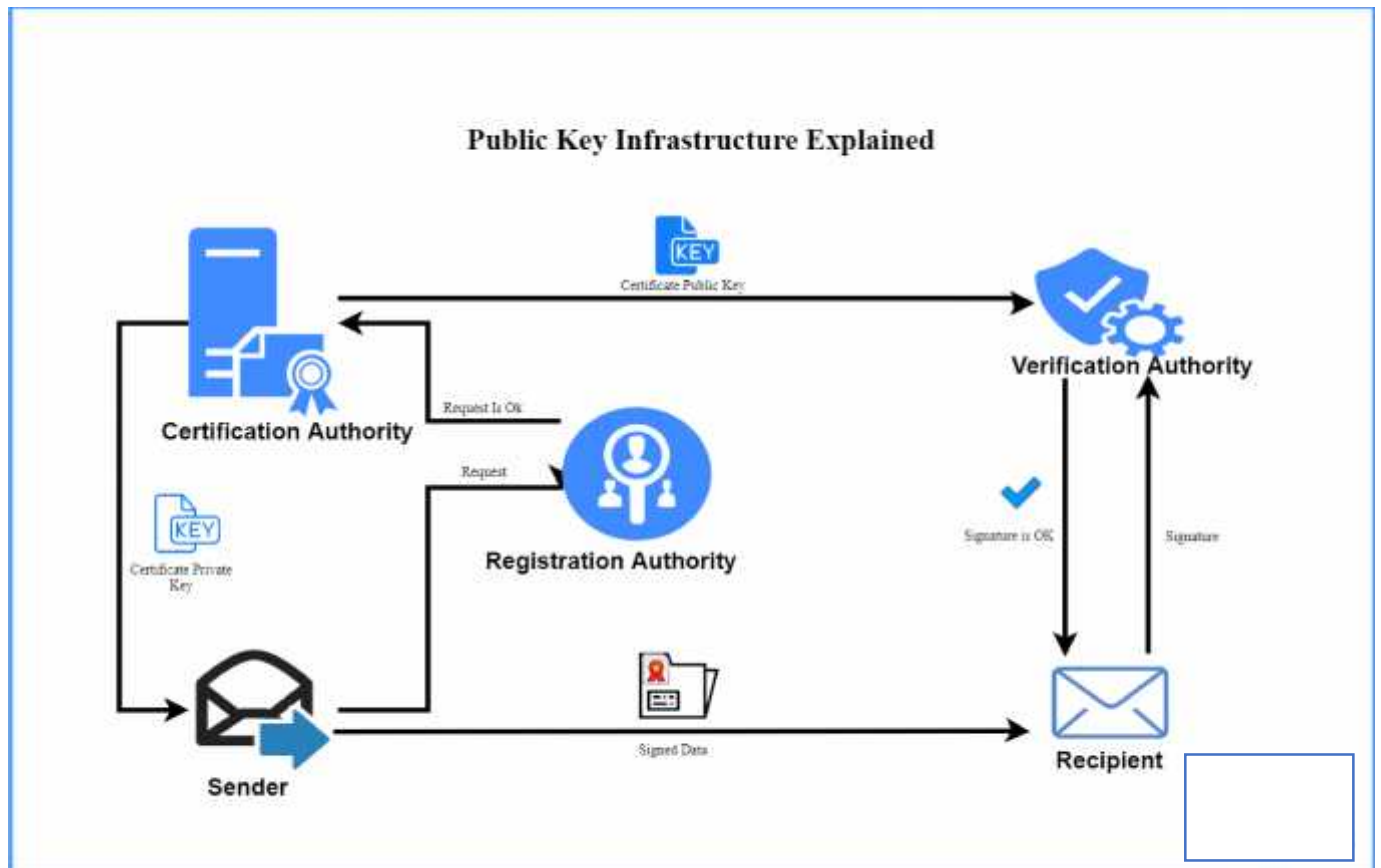 Public Key Infrastructure Explained
KEY
Certificate Public Key
Verification Authority
Request Is Ok
Certification Authority
Request
KEY
Certificate Private
Key
Registration Authority
Signature is OK
Signature
Signed Data
Recipient
Sender